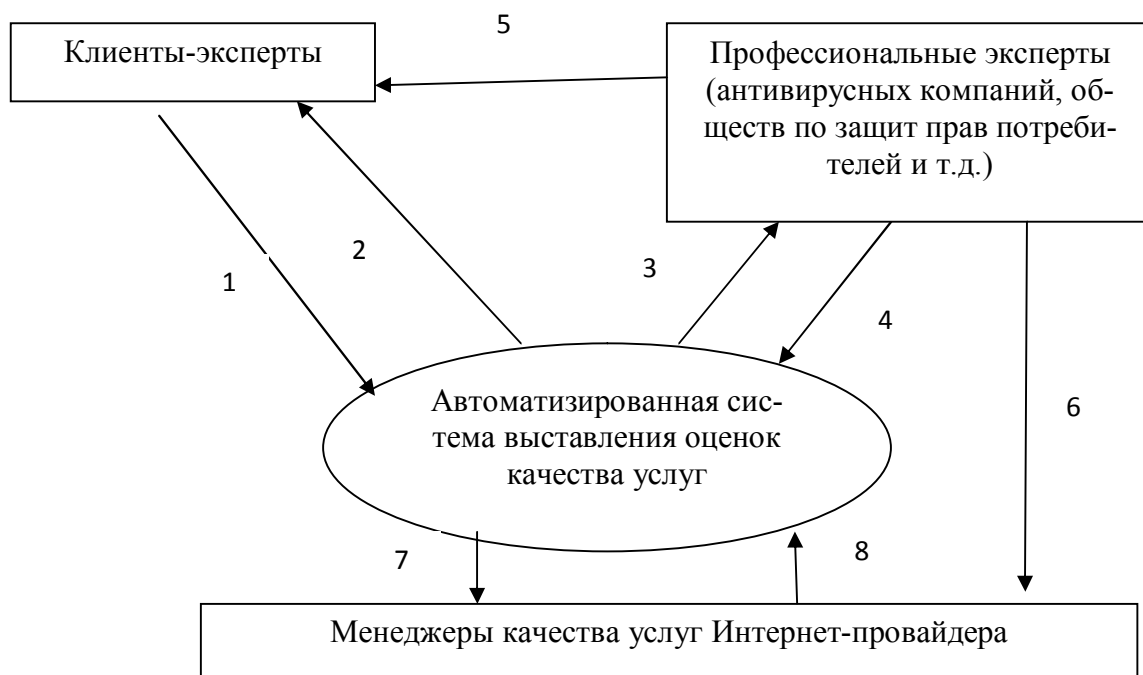 5
Клиенты-эксперты
Профессиональные эксперты
(антивирусных компаний, об-
ществ по защит прав потреби-
телей и т.д.)
1
2
3
4
Автоматизированная сис-
тема выставления оценок
качества услуг
6
7
8
Менеджеры качества услуг Интернет-провайдера